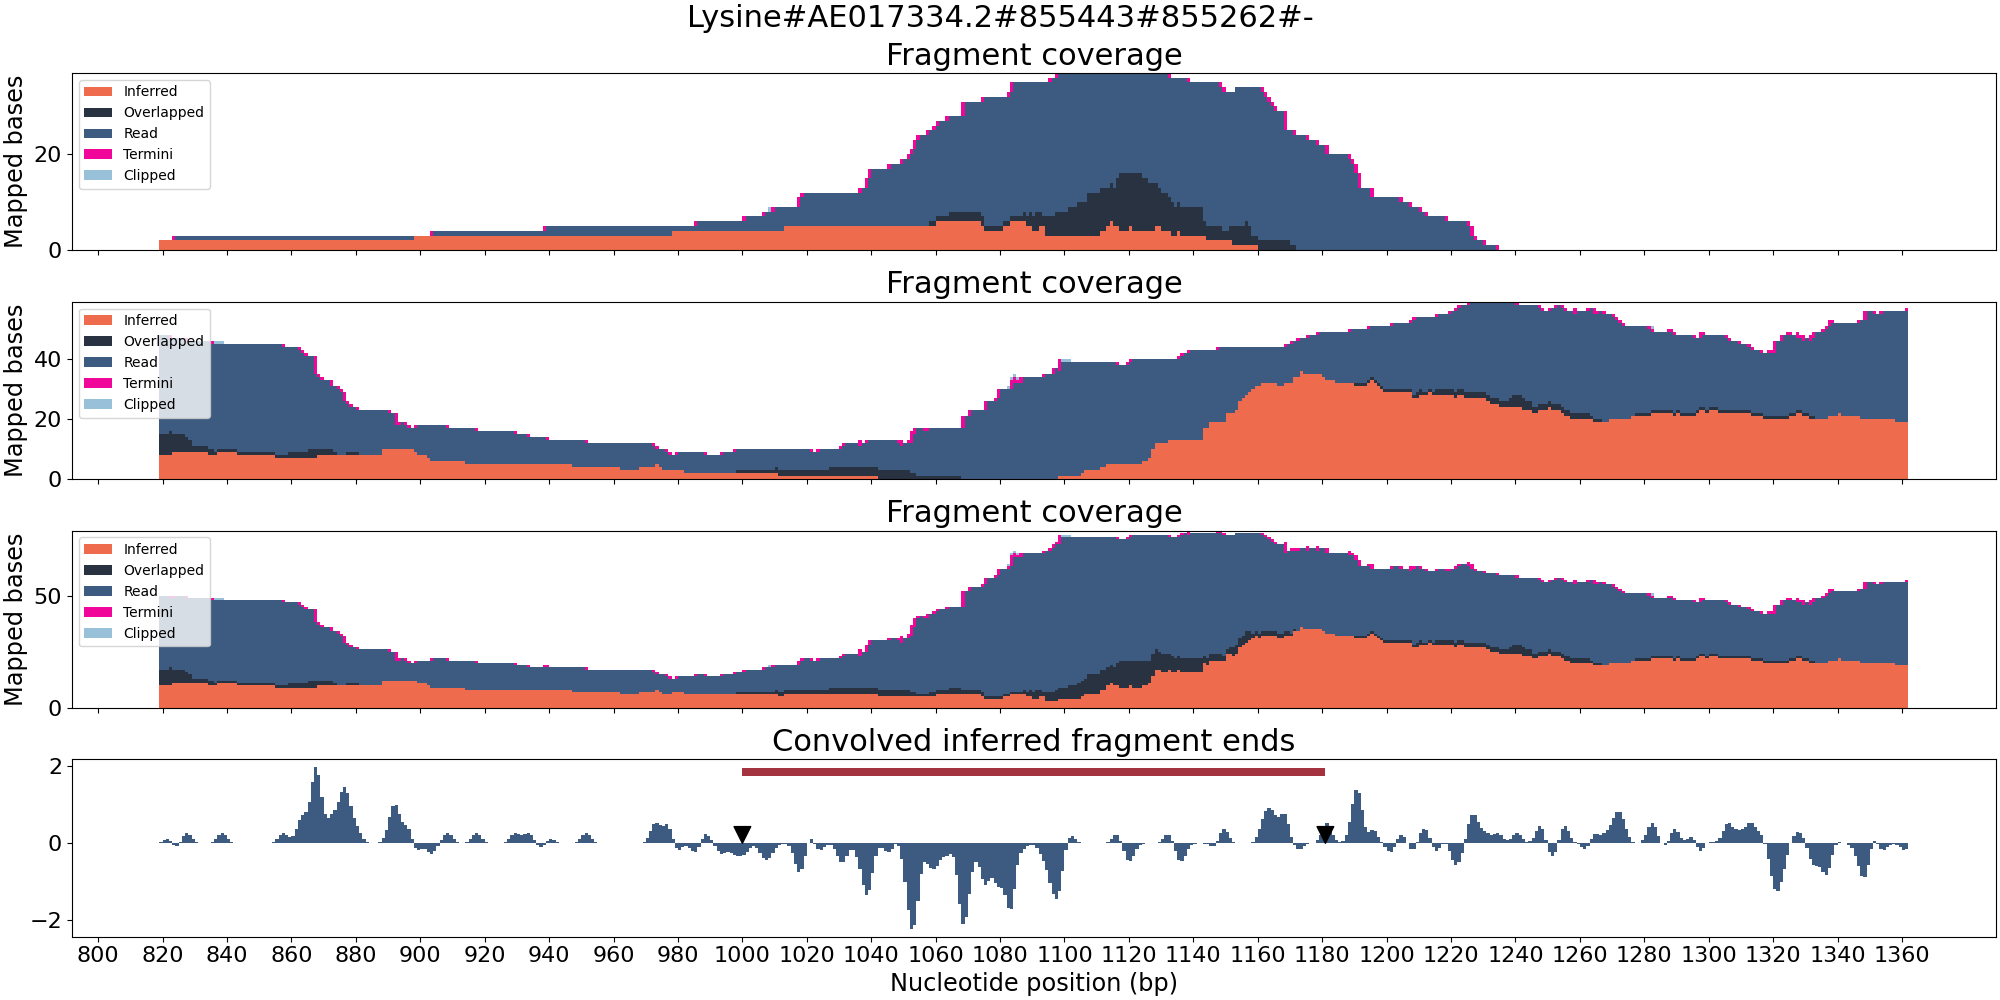 Lysine#AE017334.2#855443#855262#-
Fragment coverage
Mapped bases
20
0
Inferred
Overlapped
Read
Termini
Clipped
Fragment coverage
Mapped bases
40
20
0
Inferred
Overlapped
Read
Termini
Clipped
Fragment coverage
Mapped bases
50
0
Inferred
Overlapped
Read
Termini
Clipped
Convolved inferred fragment ends
2
0
−2
800 820 840 860 880 900 920 940 960 980 1000 1020 1040 1060 1080 1100 1120 1140 1160 1180 1200 1220 1240 1260 1280 1300 1320 1340 1360
Nucleotide position (bp)